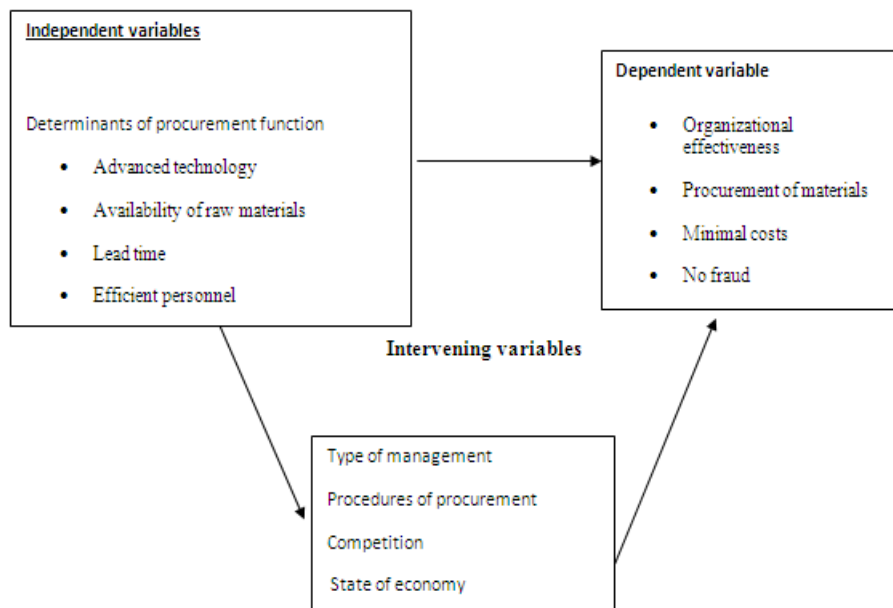 Independent variables
Determinants of procurement function
• Advanced technology
• Availability of raw materials
• Lead time
• Efficient personnel
Dependent variable
• Organizational
effectiveness
• Procurement of materials
• Minimal costs
• No fraud
Intervening variables
Type of management
Procedures of procurement
Competition
State of economy